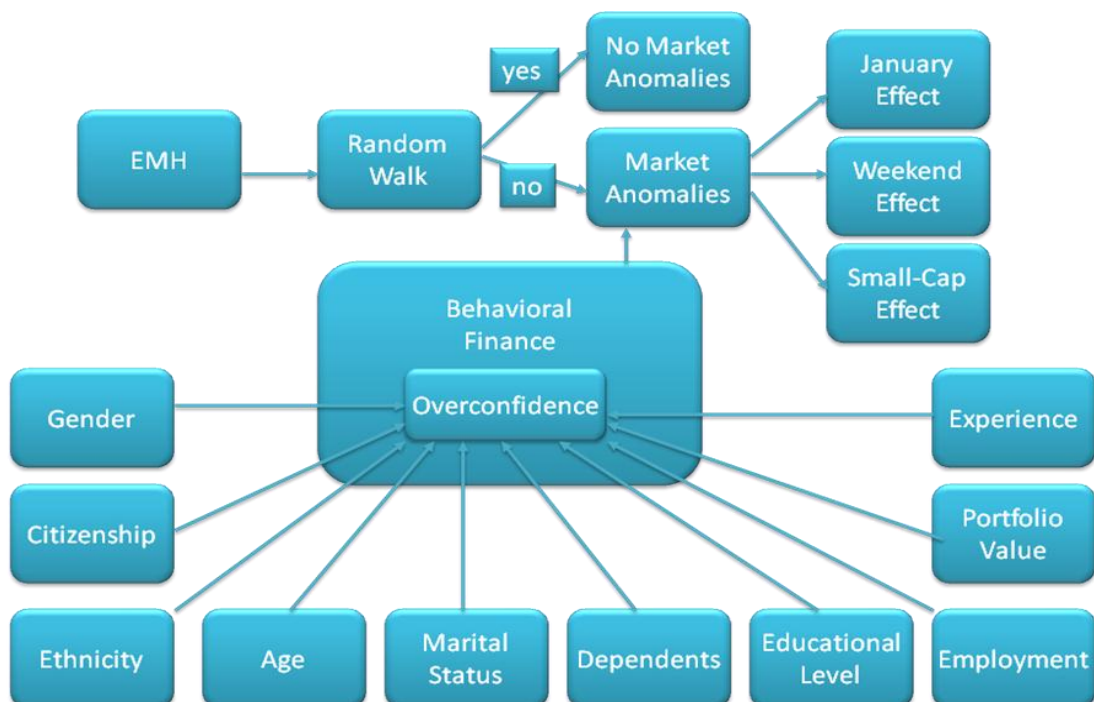 No Market
Anomalies
yes
January
Effect
EMH
Random
Walk
Market
Anomalies
no
Weekend
Effect
Small-Cap
Effect
Behavioral
Finance
Overconfidence
Gender
Experience
Citizenship
Portfolio
Value
Ethnicity
Age
Marital
Status
Dependents
Educational
Level
Employment